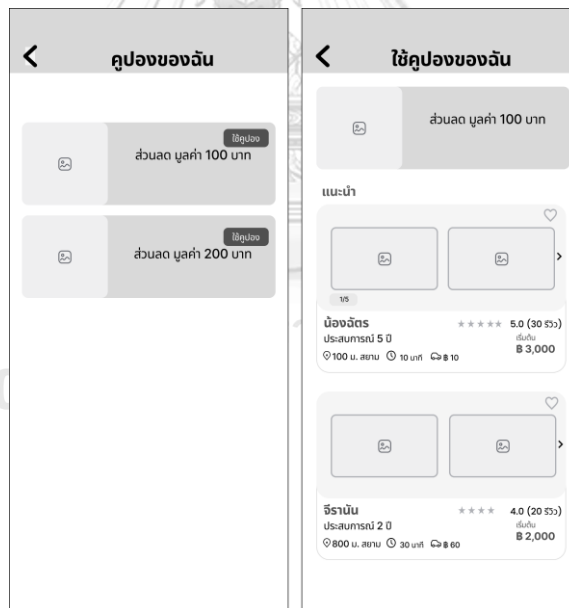 คูปองของฉัน
ใช้คูปอง
ส่วนลด มูลค่า 100 บาท
ใช้คูปอง
ส่วนลด มูลค่า 200 บาท
ใช้คูปองของฉัน
ส่วนลด มูลค่า 100 บาท
แนะนำ
1/5
น้องฉัตร ★★★★★ 5.0 (30 รีวิว)
ประสบการณ์ 5 ปี เริ่มต้น
฿ 3,000
100 ม. สยาม 10 นาที ฿ 10
จีรานัน ★★★★ 4.0 (20 รีวิว)
ประสบการณ์ 2 ปี เริ่มต้น
฿ 2,000
800 ม. สยาม 30 นาที ฿ 60